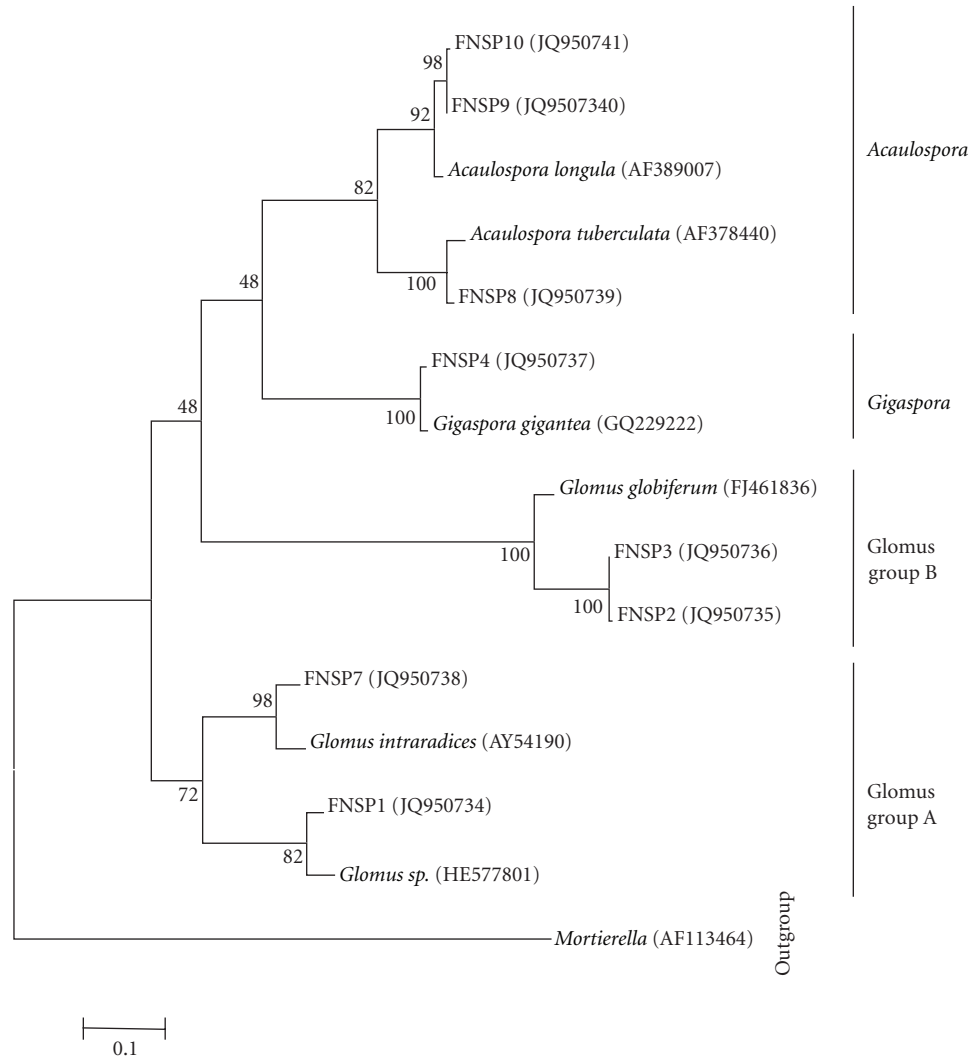 FNSP10 (JQ950741)
98
FNSP9 (JQ9507340)
92
Acaulospora longula (AF389007)
82
Acaulospora tuberculata (AF378440)
100
FNSP8 (JQ950739)
Acaulospora
48
FNSP4 (JQ950737)
100
Gigaspora gigantea (GQ229222)
Gigaspora
48
Glomus globiferum (FJ461836)
100
FNSP3 (JQ950736)
100
FNSP2 (JQ950735)
Glomus
group B
FNSP7 (JQ950738)
98
Glomus intraradices (AY54190)
72
FNSP1 (JQ950734)
82
Glomus sp. (HE577801)
Glomus
group A
Mortierella (AF113464)
Outgroup
0.1